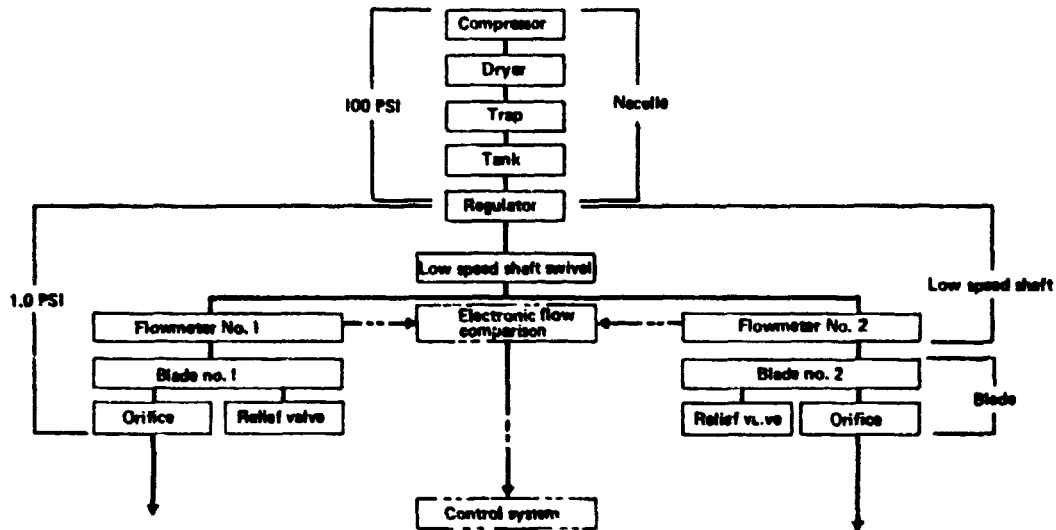 Compressor
Dryer
100 PSI
Nacelle
Trap
Tank
Regulator
Low speed shaft swivel
1.0 PSI
Low speed shaft
Flowmeter No. 1
Electronic flow
comparison
Flowmeter No. 2
Blade no. 1
Blade no. 2
Blade
Orifice
Relief valve
Relief
Orifice
Control system